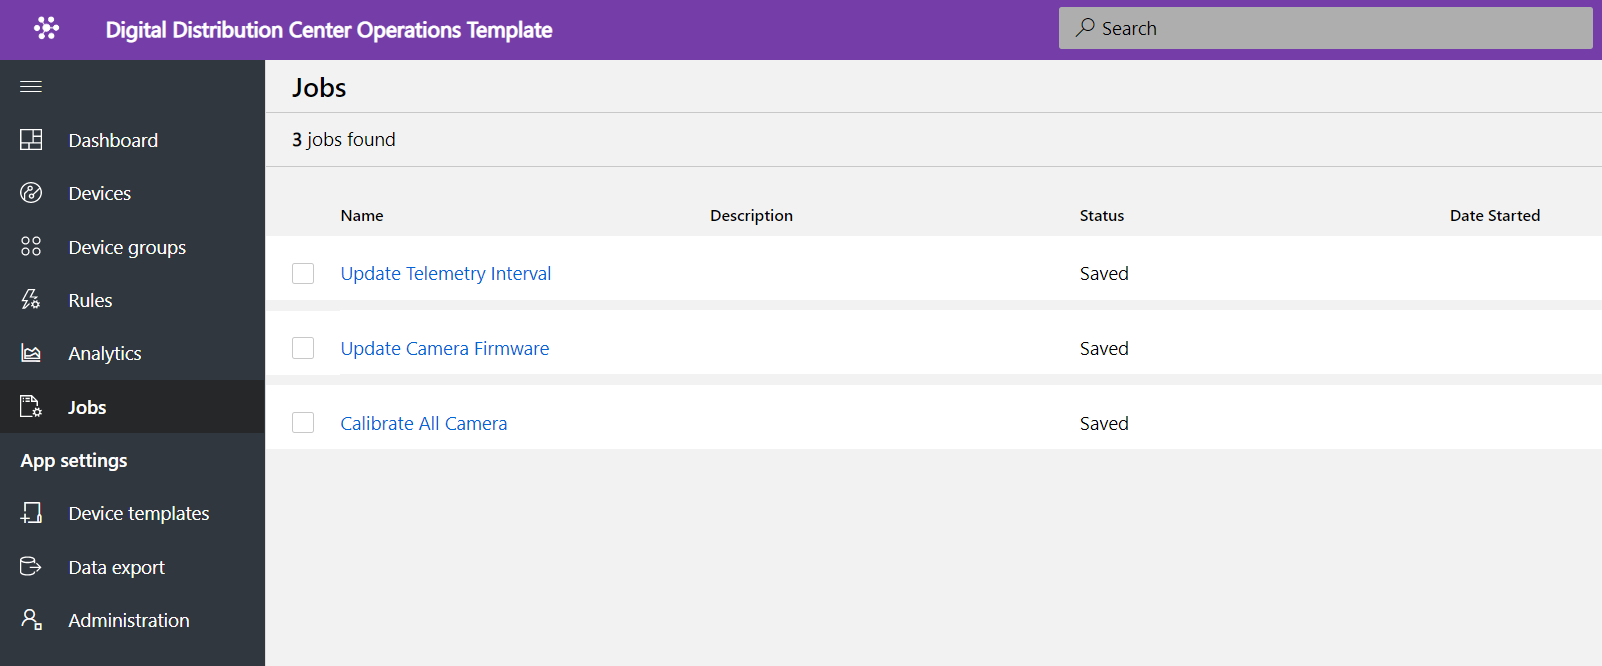 Digital Distribution Center Operations Template
Search
Dashboard
Devices
Device groups
Rules
Analytics
Jobs
App settings
Device templates
Data export
Administration
Jobs
3 jobs found
Name Description Status Date Started
Update Telemetry Interval Saved
Update Camera Firmware Saved
Calibrate All Camera Saved